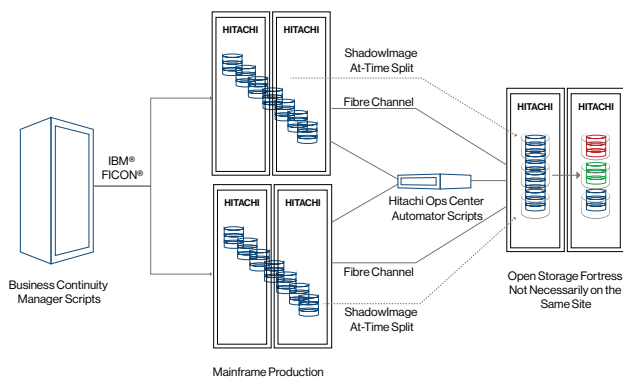 HITACHI
HITACHI
ShadowImage
At-Time Split
Fibre Channel
HITACHI
HITACHI
IBM®
FICON®
Hitachi Ops Center
Automator Scripts
HITACHI
HITACHI
Business Continuity
Manager Scripts
Fibre Channel
ShadowImage
At-Time Split
Open Storage Fortress
Not Necessarily on the
Same Site
Mainframe Production